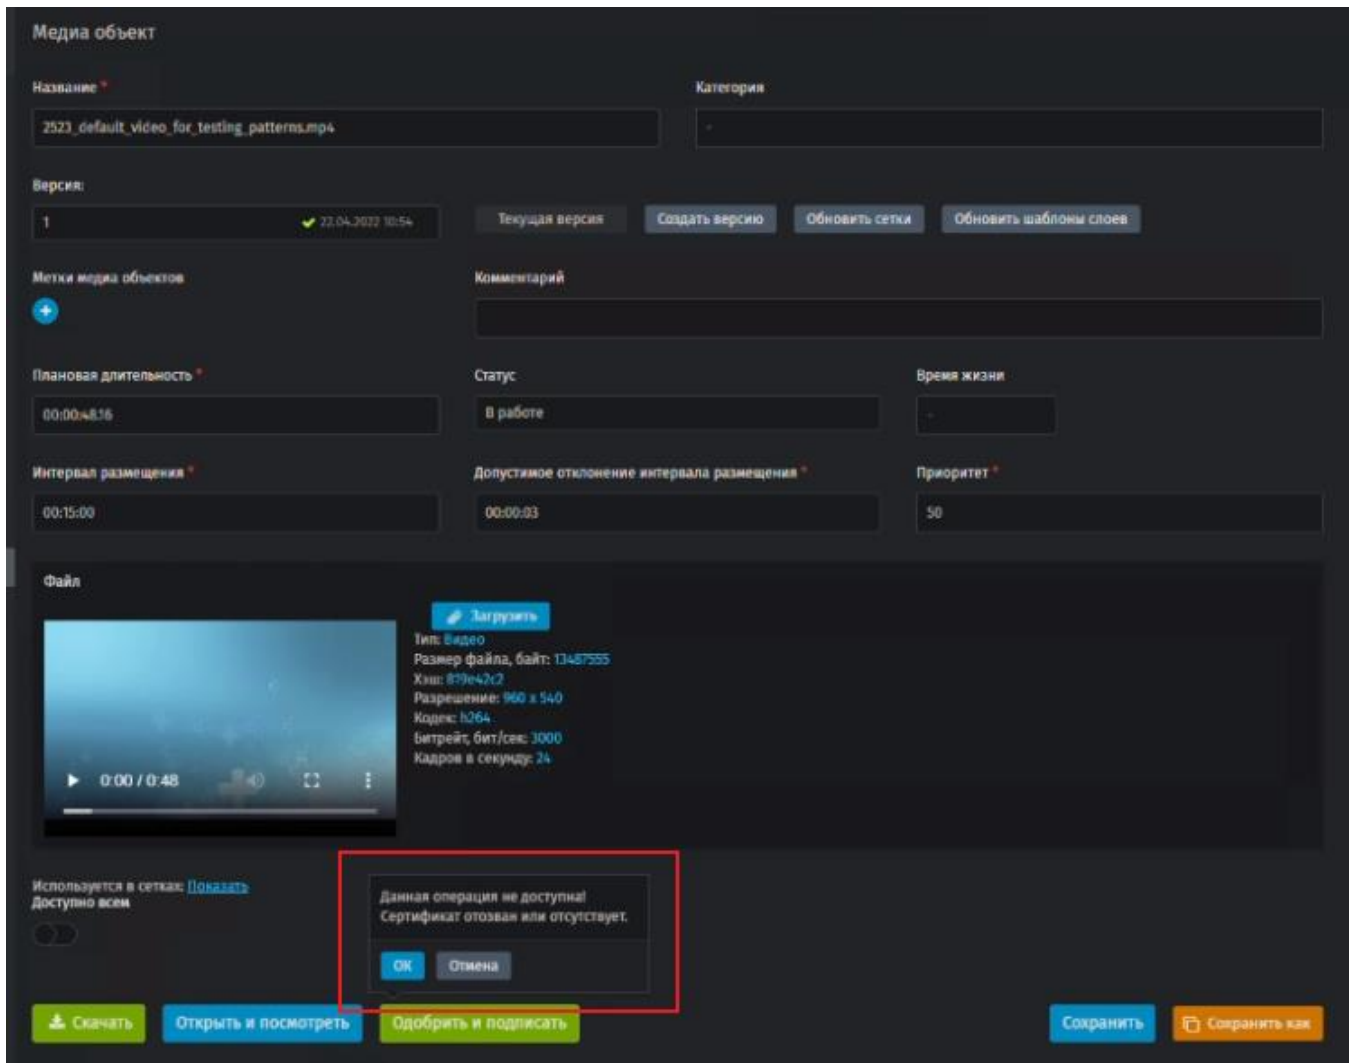 Медиа объект
Название *
Категория
2523_default_video_for_testing_patterns.mp4
-
Версия:
1
22.04.2022 10:54
Текущая версия
Создать версию
Обновить сетки
Обновить шаблоны слоев
Метки медиа объектов
Комментарий
Плановая длительность *
Статус
Время жизни
00:00:48.16
В работе
-
Интервал размещения *
Допустимое отклонение интервала размещения *
Приоритет *
00:15:00
00:00:03
50
Файл
Загрузить
Тип: Видео
Размер файла, байт: 13487555
Хэш: 819e42c2
Разрешение: 960 x 540
Кодек: h264
Битрейт, бит/сек: 3000
Кадров в секунду: 24
0:00 / 0:48
Используется в сетках: Показать
Доступно всем
Данная операция не доступна!
Сертификат отозван или отсутствует.
ОК
Отмена
Скачать
Открыть и посмотреть
Одобрить и подписать
Сохранить
Сохранить как